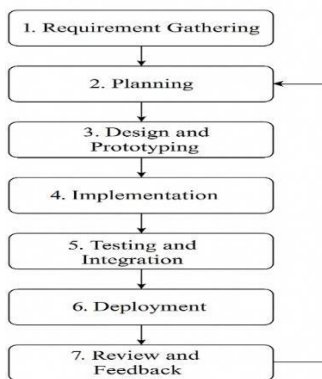 1. Requirement Gathering
2. Planning
3. Design and
Prototyping
4. Implementation
5. Testing and
Integration
6. Deployment
7. Review and
Feedback